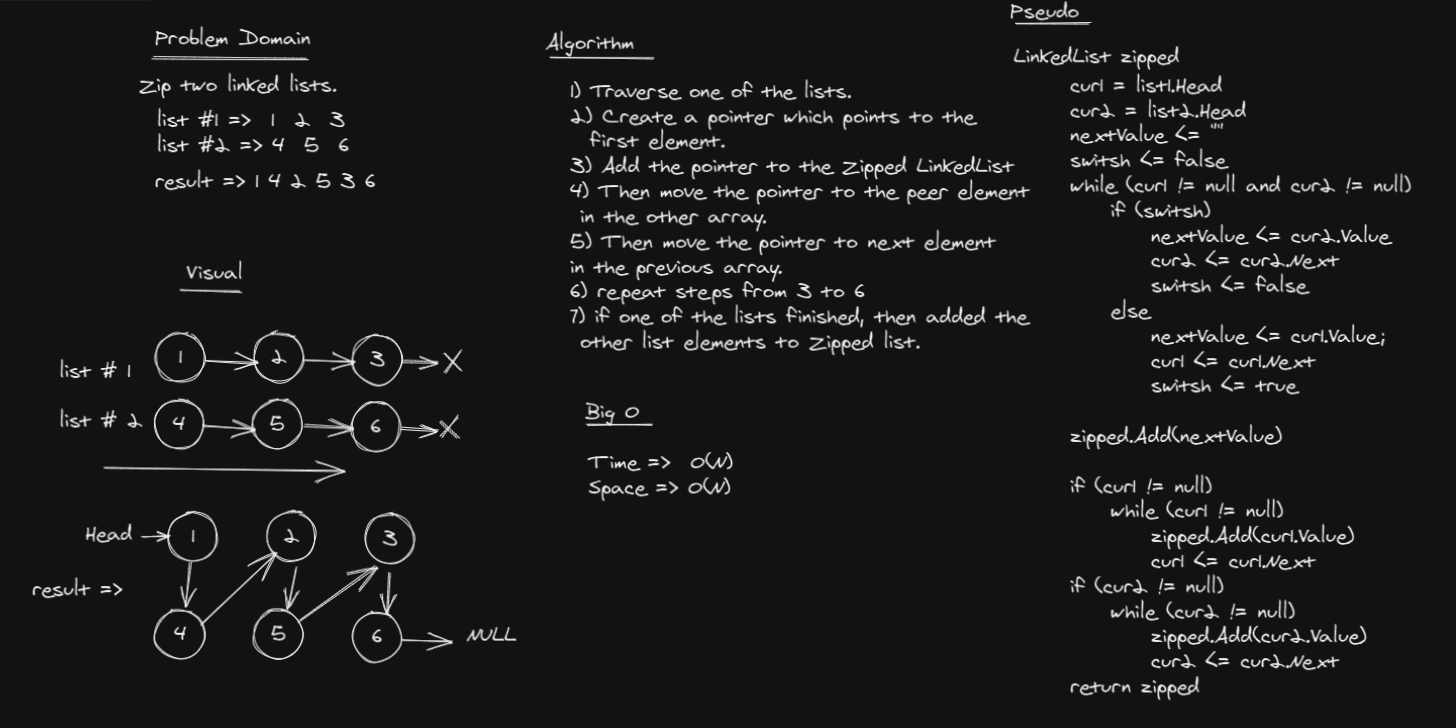 Problem Domain
Zip two linked lists.
list #1 => 1 2 3
list #2 => 4 5 6
result => 1 4 2 5 3 6
Visual
list # 1
1
2
3
X
list # 2
4
5
6
X
Head
1
2
3
result =>
4
5
6
NULL
Algorithm
1) Traverse one of the lists.
2) Create a pointer which points to the
first element.
3) Add the pointer to the Zipped LinkedList
4) Then move the pointer to the peer element
in the other array.
5) Then move the pointer to next element
in the previous array.
6) repeat steps from 3 to 6
7) if one of the lists finished, then added the
other list elements to Zipped list.
Big O
Time => O(N)
Space => O(N)
Pseudo
LinkedList zipped
cur1 = list1.Head
cur2 = list2.Head
nextValue <= ""
switsh <= false
while (cur1 != null and cur2 != null)
if (switsh)
nextValue <= cur2.Value
cur2 <= cur2.Next
switsh <= false
else
nextValue <= cur1.Value;
cur1 <= cur1.Next
switsh <= true
zipped.Add(nextValue)
if (cur1 != null)
while (cur1 != null)
zipped.Add(cur1.Value)
cur1 <= cur1.Next
if (cur2 != null)
while (cur2 != null)
zipped.Add(cur2.Value)
cur2 <= cur2.Next
return zipped